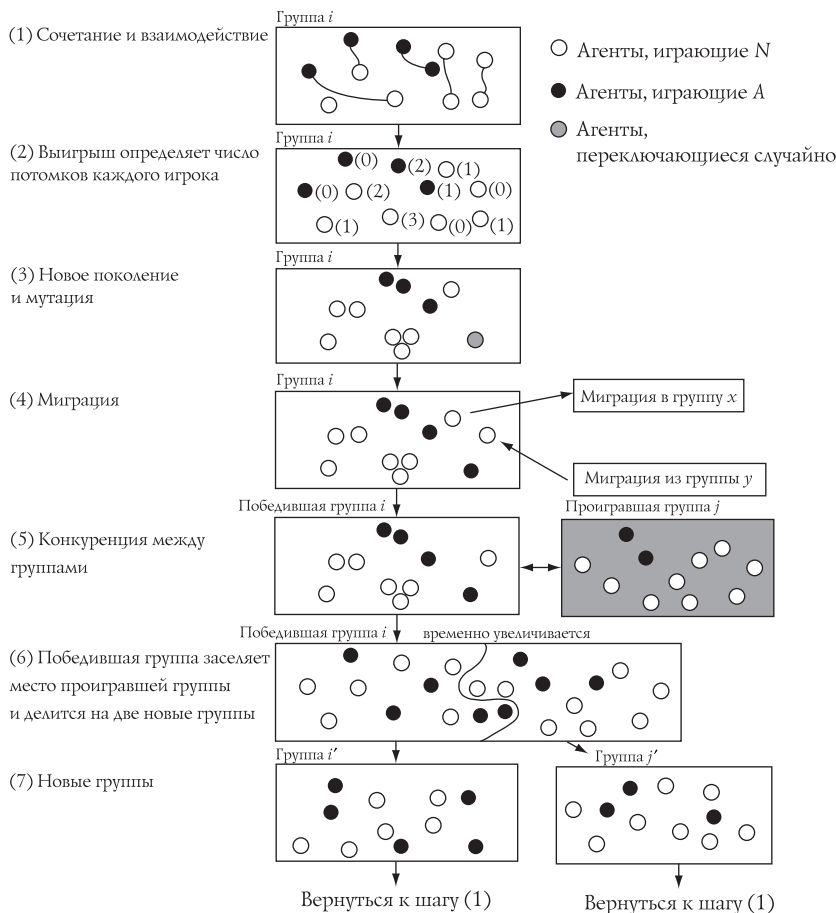 Группа i
(1) Сочетание и взаимодействие
Агенты, играющие N
Агенты, играющие A
Агенты,
переключающиеся случайно
Группа i
(2) Выигрыш определяет число
потомков каждого игрока
(0)
(2)
(1)
(0)
(2)
(1)
(0)
(1)
(3)
(0)
(1)
Группа i
(3) Новое поколение
и мутация
Группа i
(4) Миграция
Миграция в группу x
Миграция из группы y
Победившая группа i
Проигравшая группа j
(5) Конкуренция между
группами
Победившая группа i
временно увеличивается
(6) Победившая группа заселяет
место проигравшей группы
и делится на две новые группы
Группа i′
Группа j′
(7) Новые группы
Вернуться к шагу (1)
Вернуться к шагу (1)